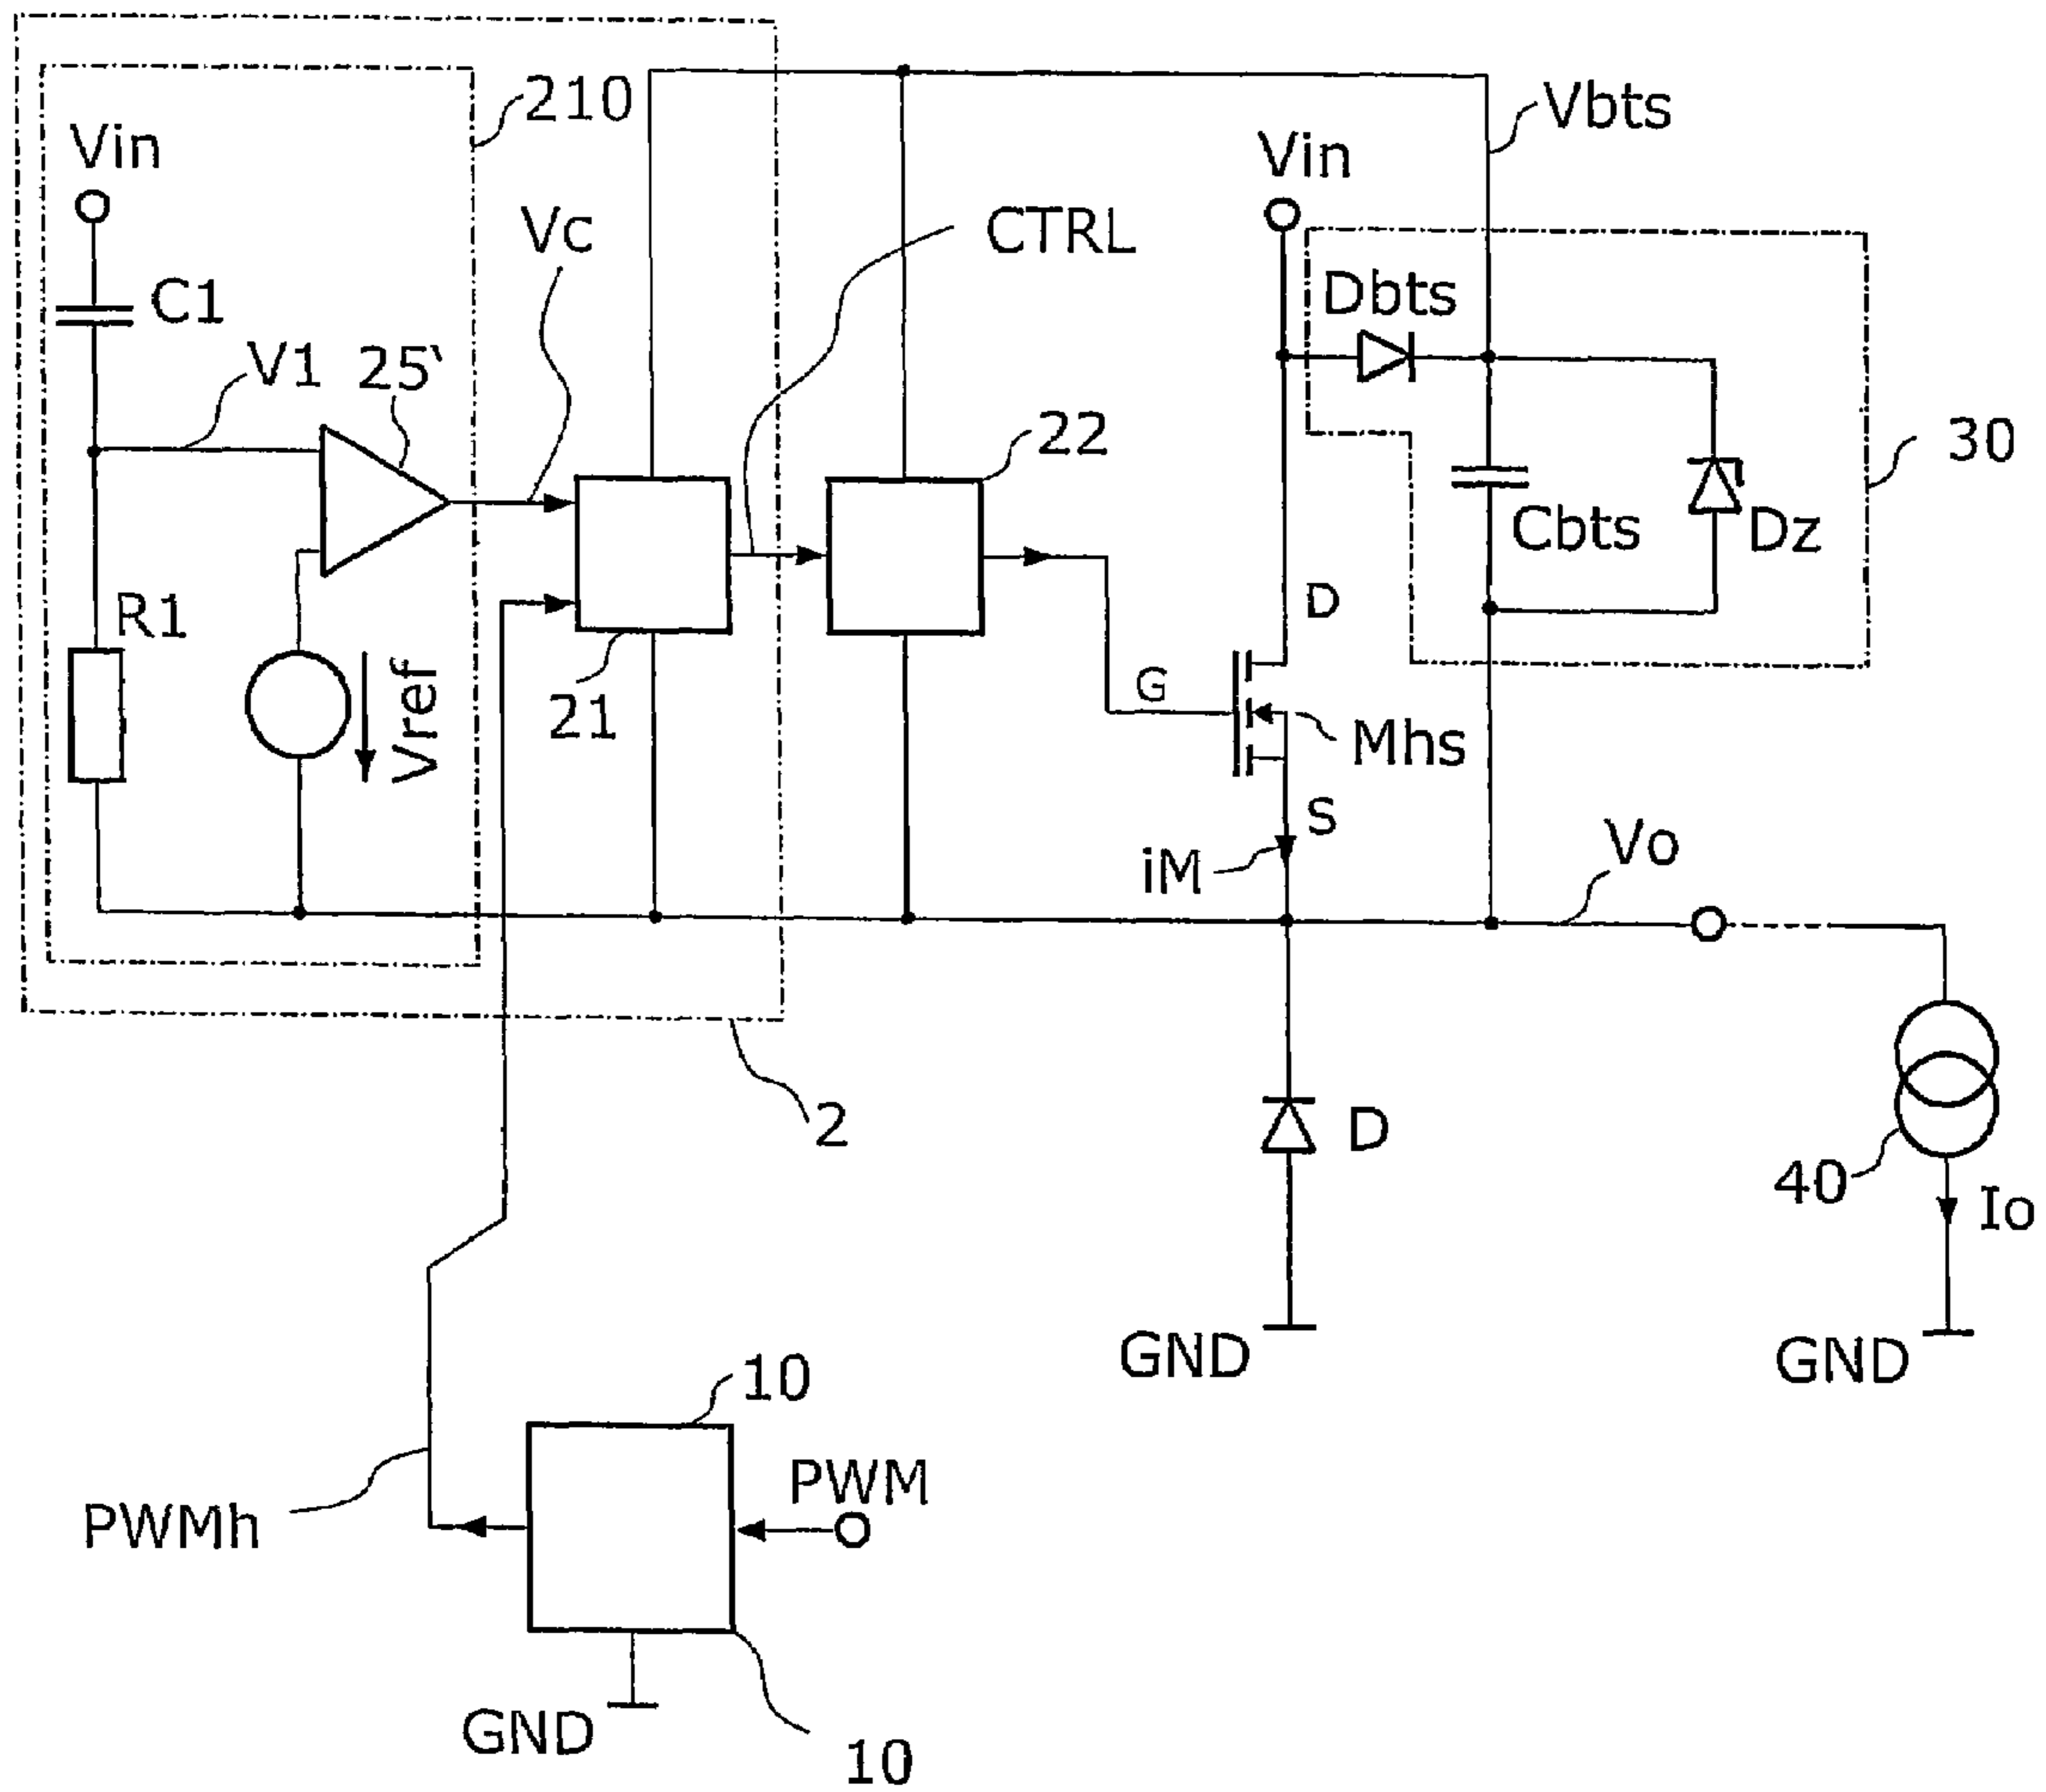 210
Vbts
Vin
Vin
Vc
CTRL
C1
Dbts
V1
25'
22
30
Cbts
Dz
R1
D
Vref
G
21
Mhs
S
iM
Vo
2
D
40
Io
GND
GND
10
PWM
PWMh
GND
10